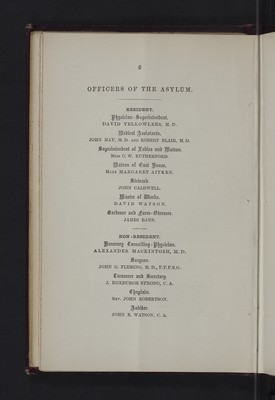 6
OFFICERS OF THE ASYLUM.
RESIDENT.
Physician-Superintendent.
DAVID YELLOWLEES, M.D.
Medical Assistants.
JOHN MAY, M.D. AND ROBERT BLAIR, M.D.
Superintendent of Ladies and Matron.
MISS C. W. RUTHERFORD.
Matron of East House.
MISS MARGARET AITKEN.
Steward.
JOHN CALDWELL.
Master of Works.
DAVID WATSON.
Gardener and Farm-Overseer.
JAMES BAIN.
NON-RESIDENT.
Honorary Consulting-Physician.
ALEXANDER MACKINTOSH, M.D.
Surgeon.
JOHN G. FLEMING, M.D., F.F.P.S.G.
Treasurer and Secretary.
J. ROXBURGH STRONG, C.A.
Chaplain.
REV. JOHN ROBERTSON.
Auditor.
JOHN E. WATSON, C.A.